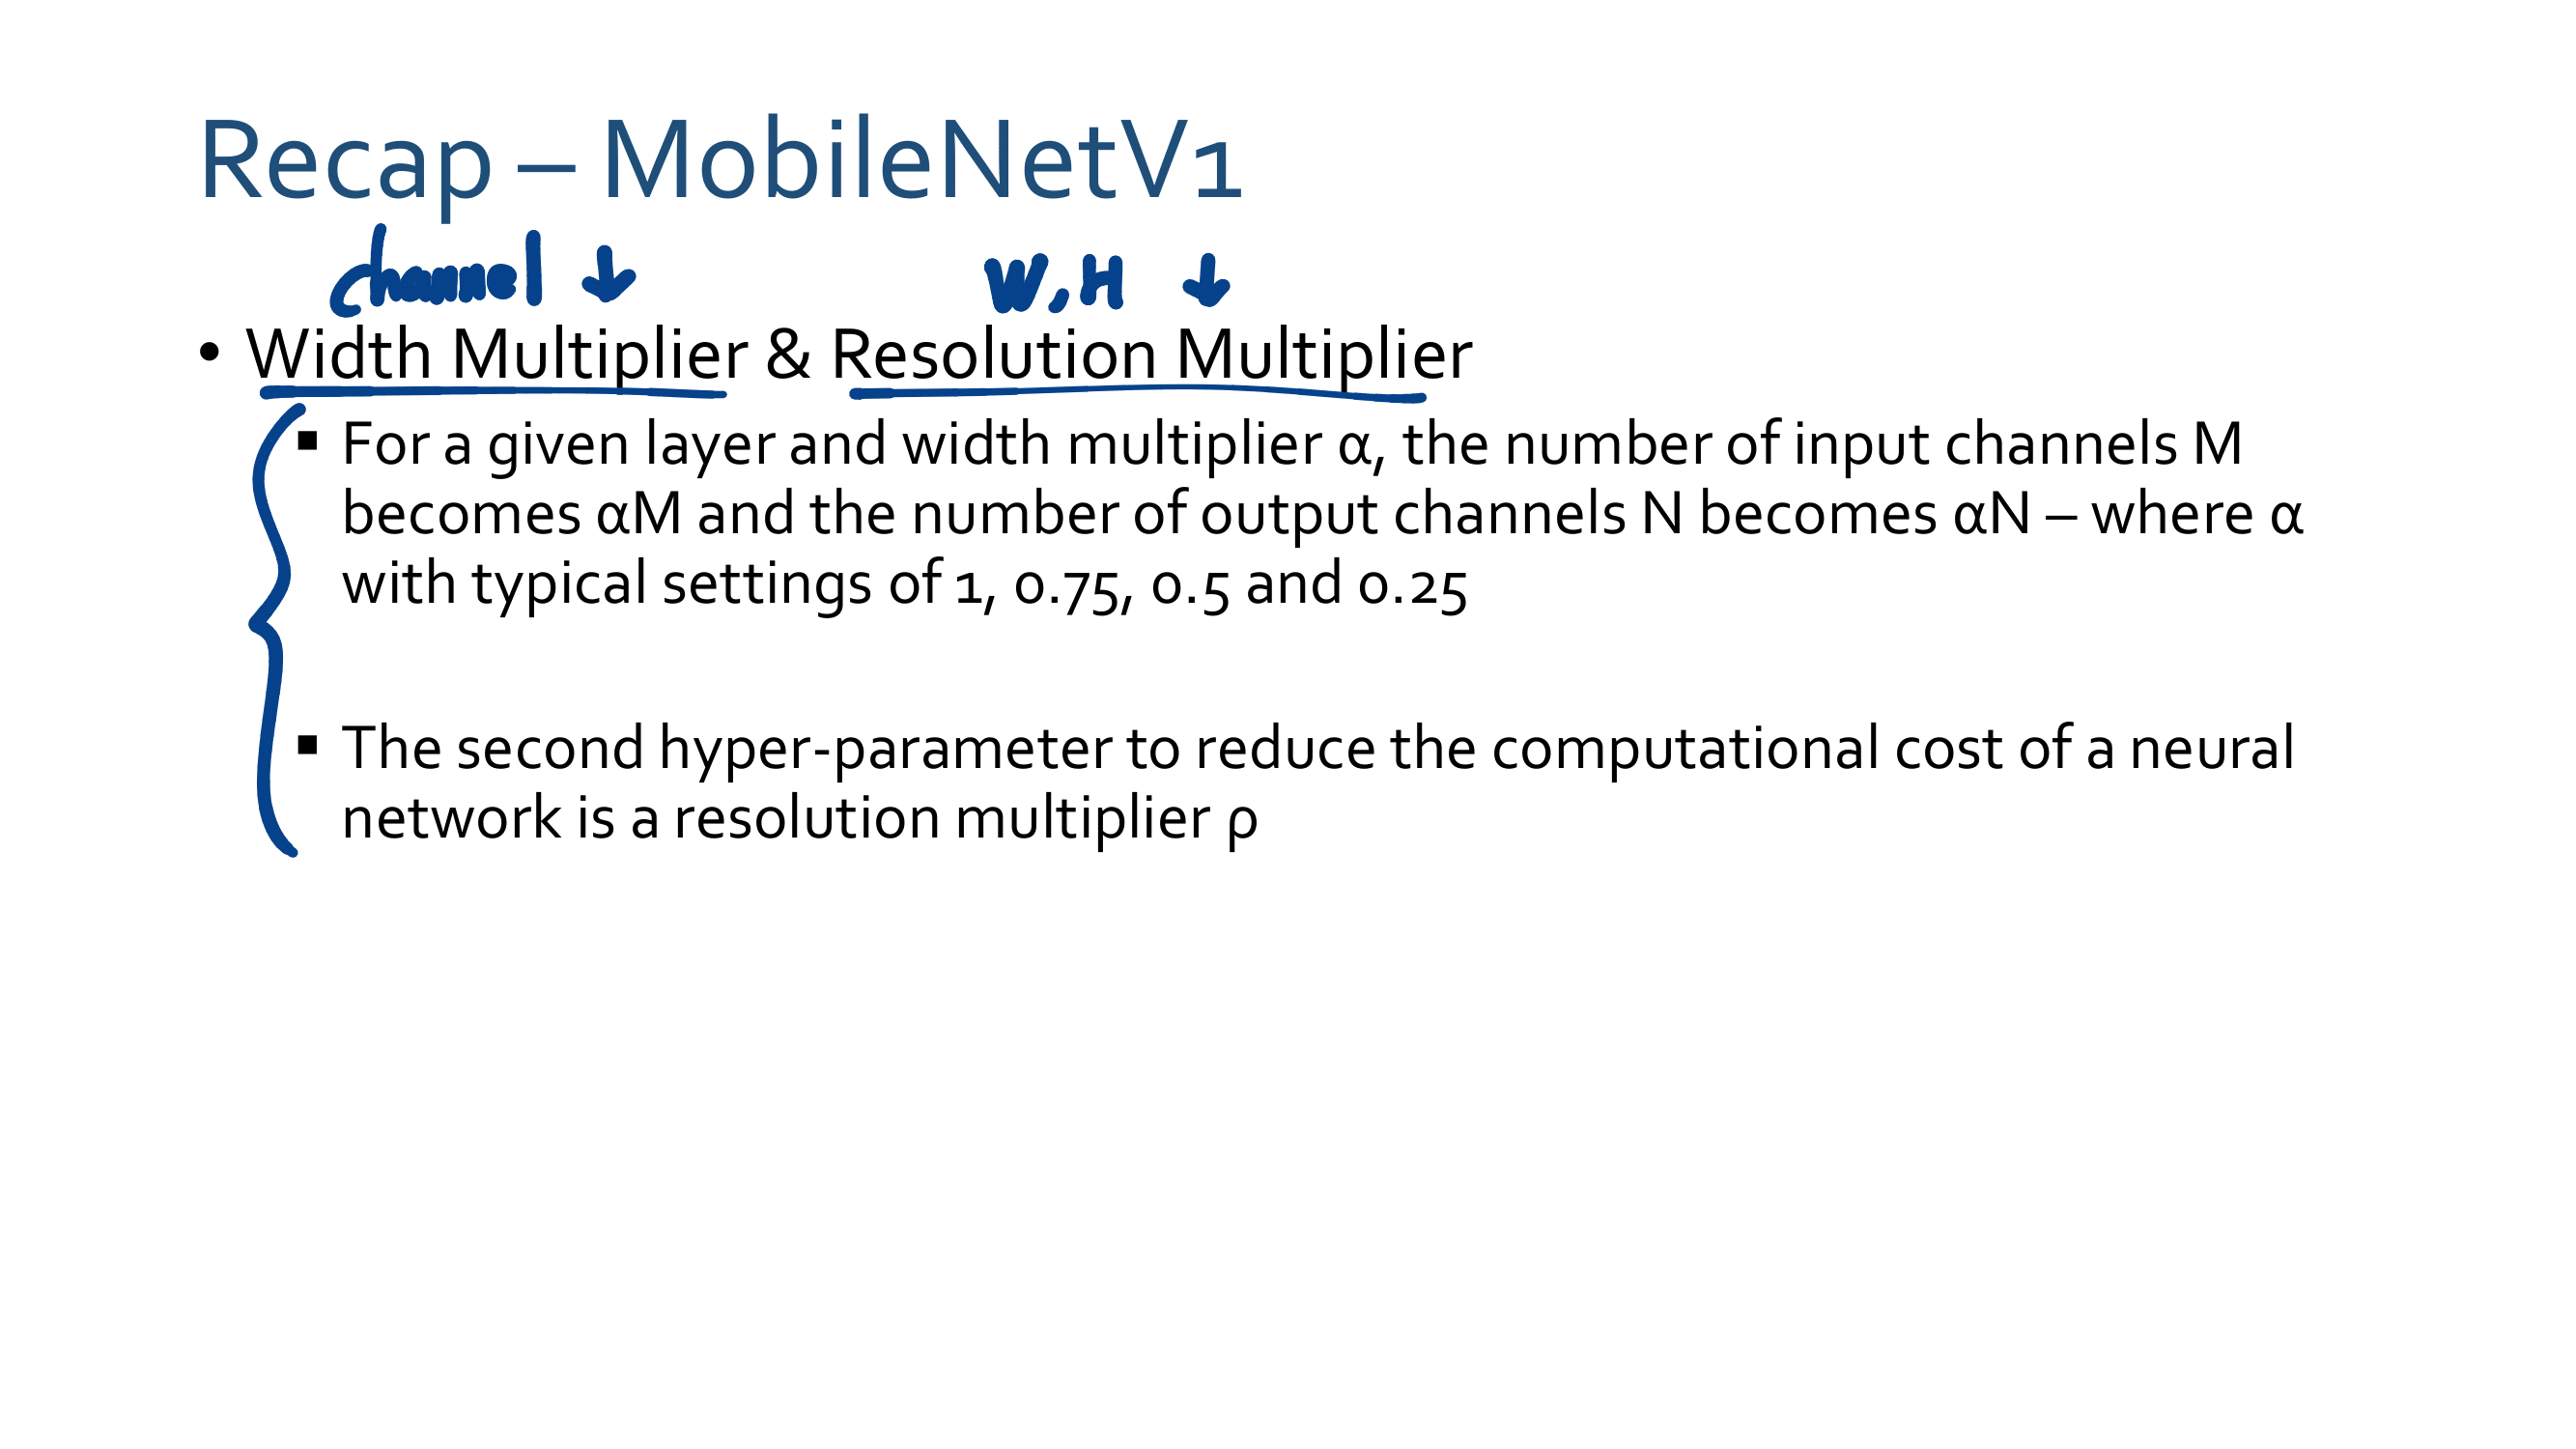 Recap – MobileNetV1
channel ↓ W, H ↓
• Width Multiplier & Resolution Multiplier
▪ For a given layer and width multiplier α, the number of input channels M
becomes αM and the number of output channels N becomes αN – where α
with typical settings of 1, 0.75, 0.5 and 0.25
▪ The second hyper-parameter to reduce the computational cost of a neural
network is a resolution multiplier ρ